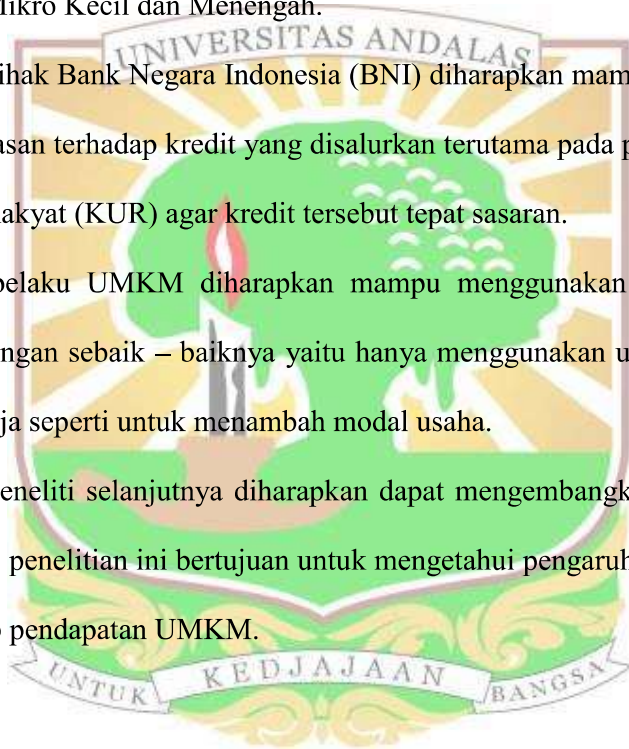 Mikro Kecil dan Menengah.
UNIVERSITAS ANDALAS
ihak Bank Negara Indonesia (BNI) diharapkan mam
asan terhadap kredit yang disalurkan terutama pada p
akyat (KUR) agar kredit tersebut tepat sasaran.
pelaku UMKM diharapkan mampu menggunakan
ngan sebaik – baiknya yaitu hanya menggunakan u
ja seperti untuk menambah modal usaha.
eneliti selanjutnya diharapkan dapat mengembangk
penelitian ini bertujuan untuk mengetahui pengaruh
pendapatan UMKM.
UNTUK KEDJAJAAN BANGSA